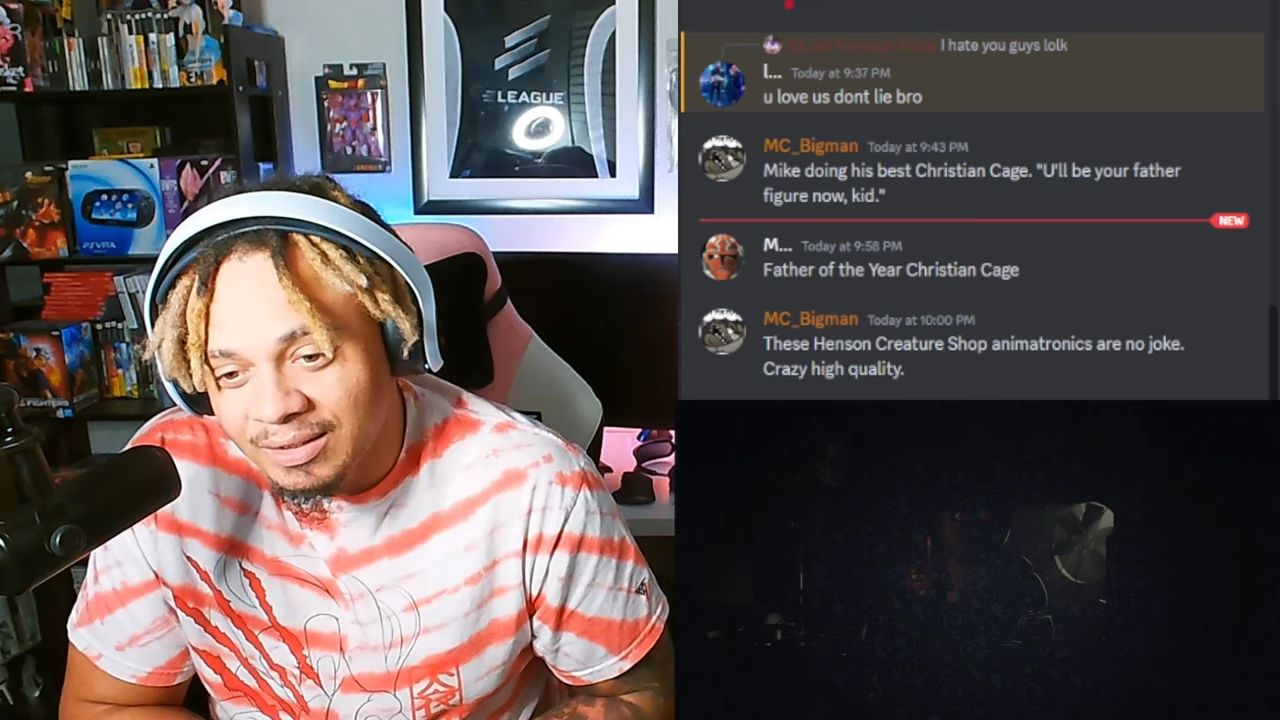 LEAGUE
PSVITA
FIGHTERS
I hate you guys lolk
l... Today at 9:37 PM
u love us dont lie bro
MC_Bigman Today at 9:43 PM
Mike doing his best Christian Cage. "U'll be your father
figure now, kid."
NEW
M... Today at 9:58 PM
Father of the Year Christian Cage
MC_Bigman Today at 10:00 PM
These Henson Creature Shop animatronics are no joke.
Crazy high quality.